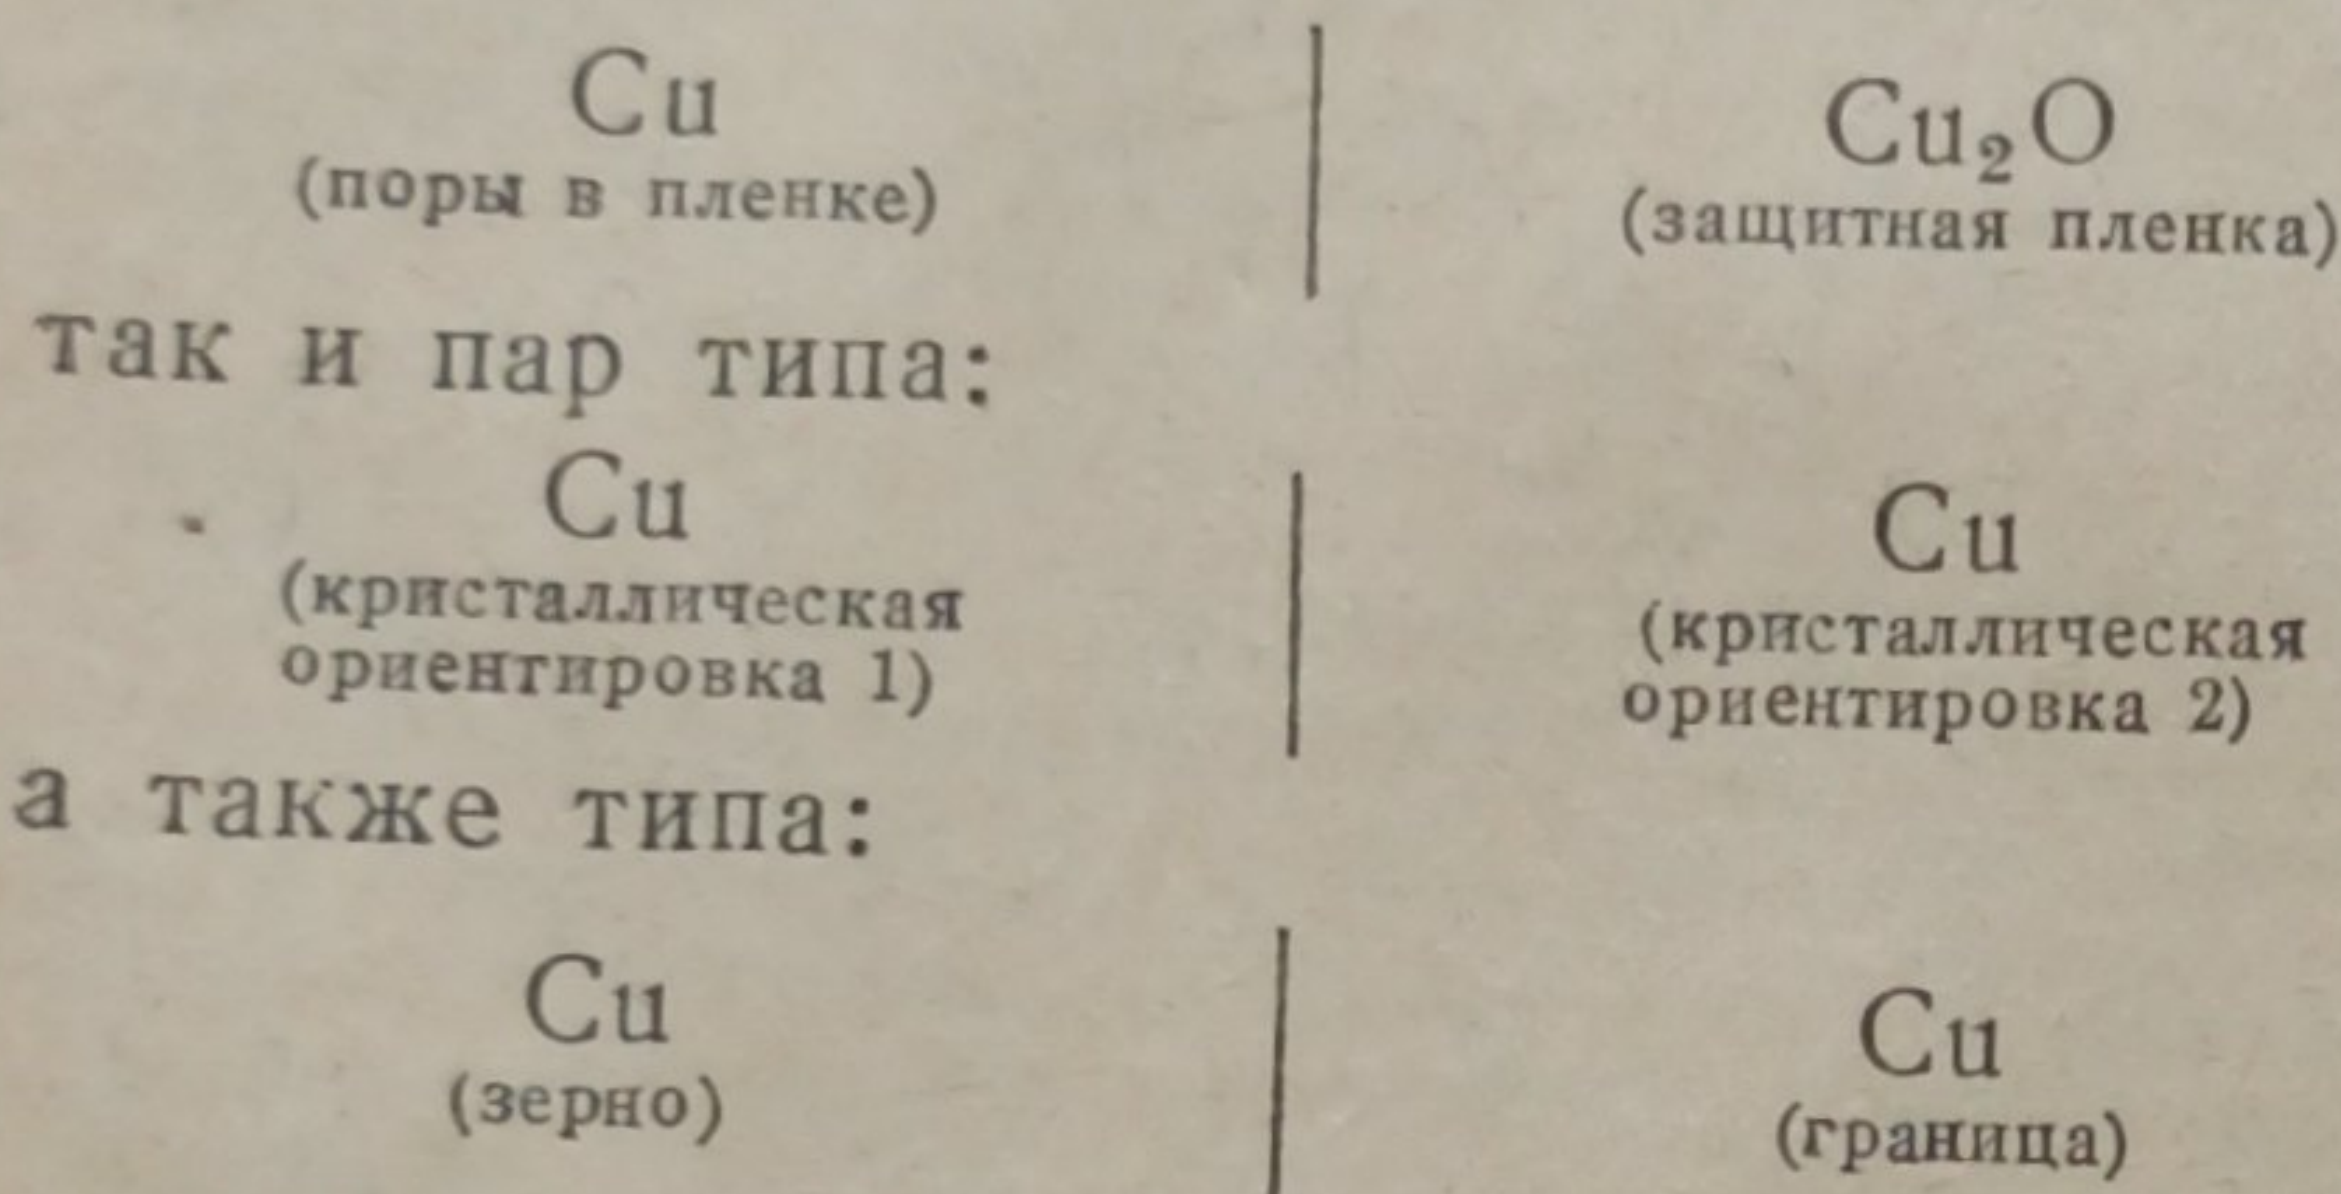 Cu | Cu₂O
(поры в пленке) (защитная пленка)
так и пар типа:
Cu | Cu
(кристаллическая (кристаллическая
ориентировка 1) ориентировка 2)
а также типа:
Cu | Cu
(зерно) (граница)